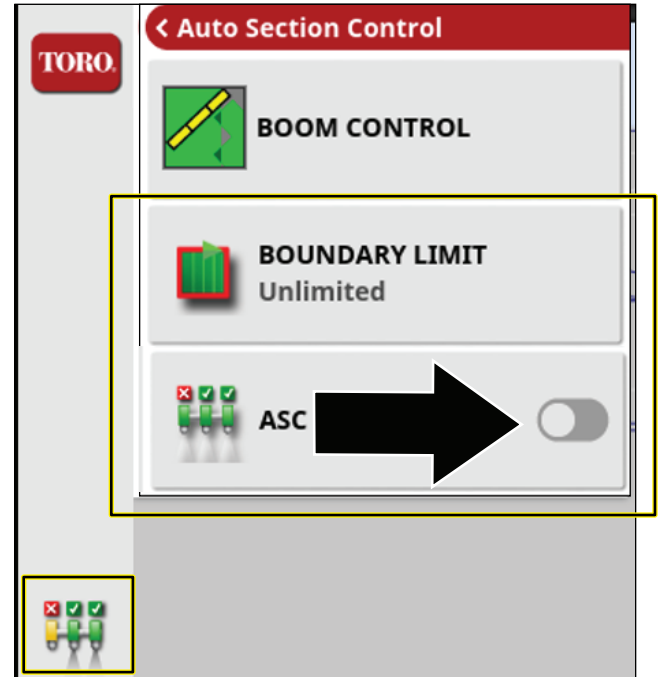 < Auto Section Control
TORO.
BOOM CONTROL
BOUNDARY LIMIT
Unlimited
ASC